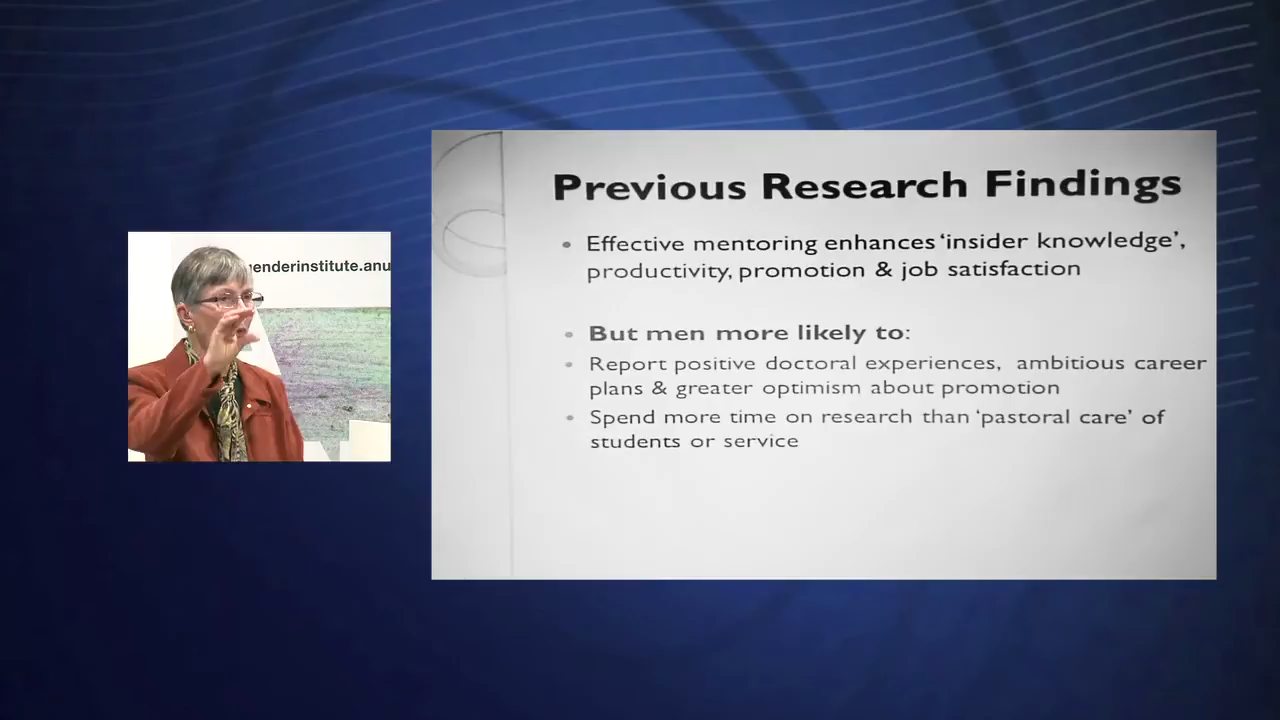 enderinstitute.anu
Previous Research Findings
• Effective mentoring enhances ‘insider knowledge’,
productivity, promotion & job satisfaction
• But men more likely to:
• Report positive doctoral experiences, ambitious career
plans & greater optimism about promotion
• Spend more time on research than ‘pastoral care’ of
students or service